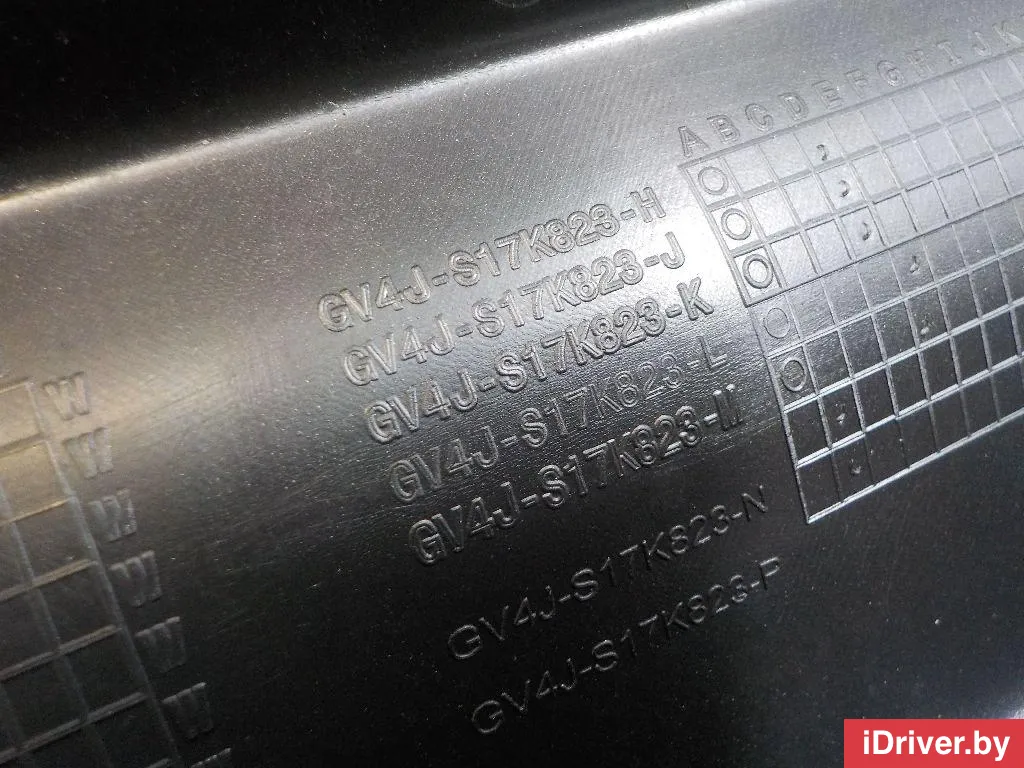 A B C D E F G H I J K
GV4J-S17K823-H
GV4J-S17K823-J
GV4J-S17K823-K
GV4J-S17K823-L
GV4J-S17K823-M
GV4J-S17K823-N
GV4J-S17K823-P
W
W
W
W
W
W
iDriver.by